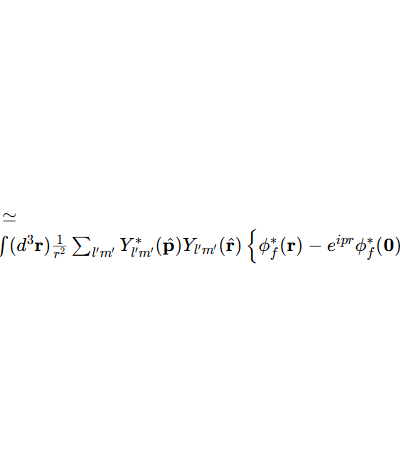 ≃
∫(d³𝐫) 1/r² ∑_{l′m′} Y*_{l′m′}(𝐩̂)Y_{l′m′}(𝐫̂) { ϕ*_f(𝐫) − e^{ipr} ϕ*_f(𝟎)